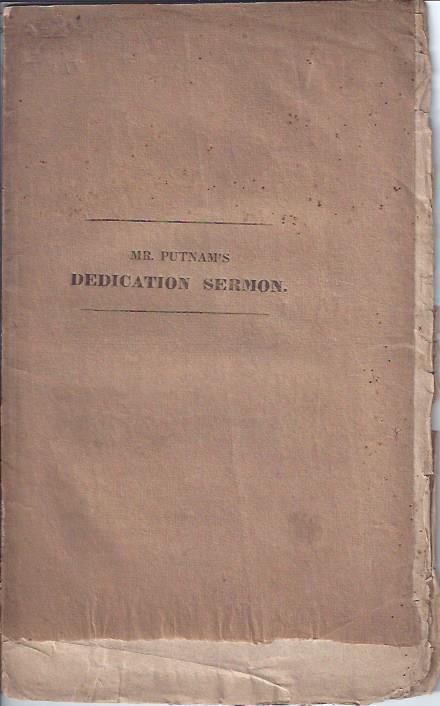 MR. PUTNAM'S
DEDICATION SERMON.